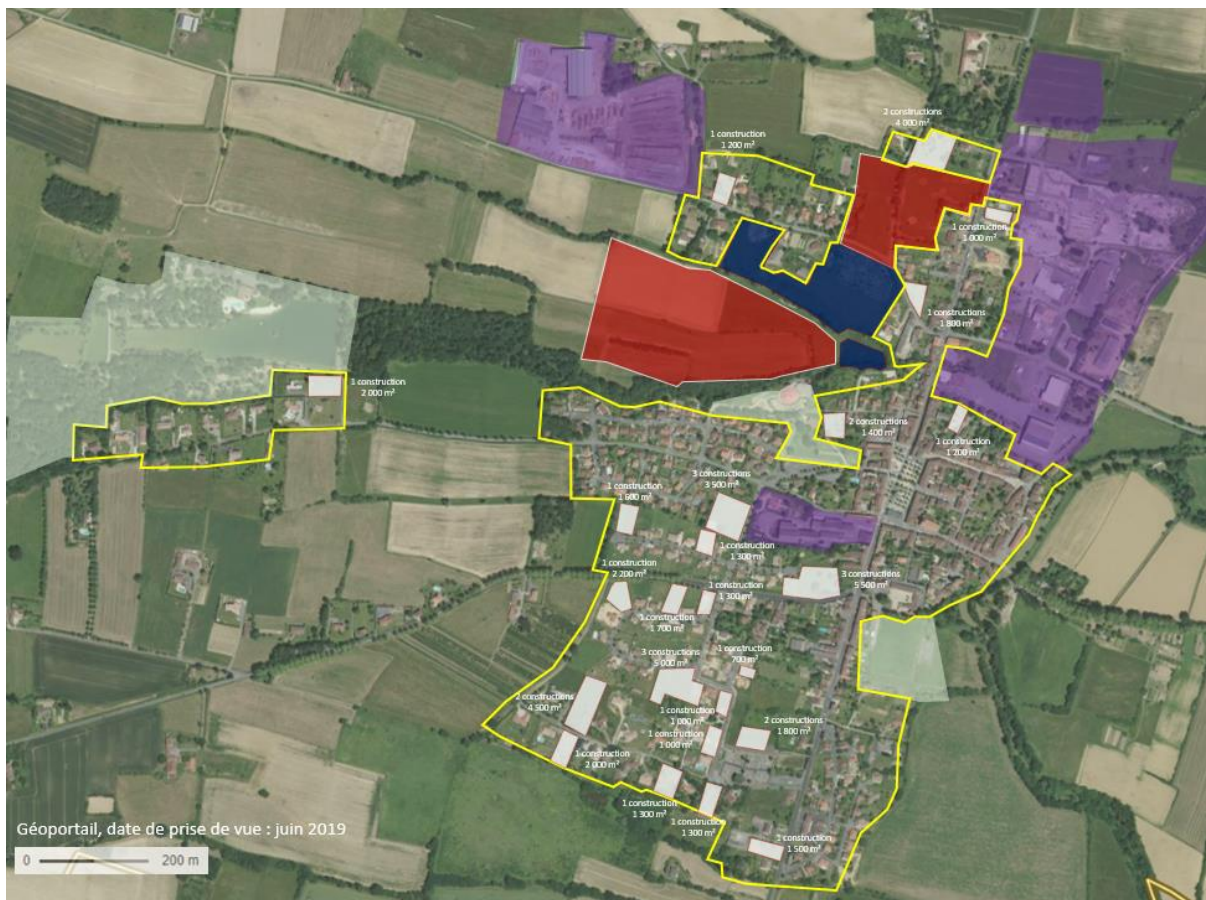 2 constructions
4 000 m²
1 construction
1 200 m²
1 construction
1 000 m²
1 constructions
1 800 m²
1 construction
2 000 m²
2 constructions
1 400 m²
1 construction
1 200 m²
3 constructions
3 500 m²
1 construction
1 600 m²
1 construction
1 300 m²
1 construction
2 200 m²
3 constructions
5 500 m²
1 construction
1 300 m²
1 construction
1 700 m²
3 constructions
5 000 m²
1 construction
700 m²
2 constructions
4 500 m²
1 construction
1 000 m²
2 constructions
1 800 m²
1 construction
1 000 m²
1 construction
2 000 m²
1 construction
1 300 m²
1 construction
1 300 m²
1 construction
1 500 m²
Géoportail, date de prise de vue : juin 2019
0 200 m